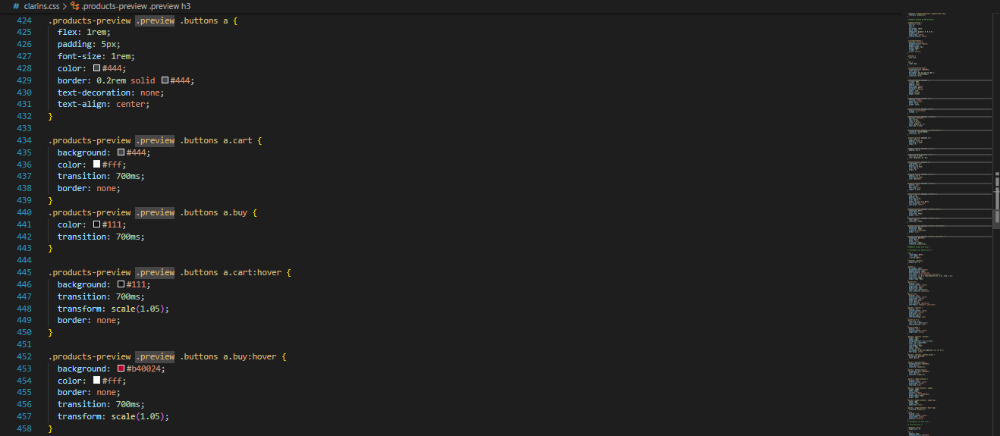 # clarins.css > .products-preview .preview h3
424 .products-preview .preview .buttons a {
425 flex: 1rem;
426 padding: 5px;
427 font-size: 1rem;
428 color: #444;
429 border: 0.2rem solid #444;
430 text-decoration: none;
431 text-align: center;
432 }
433
434 .products-preview .preview .buttons a.cart {
435 background: #444;
436 color: #fff;
437 transition: 700ms;
438 border: none;
439 }
440 .products-preview .preview .buttons a.buy {
441 color: #111;
442 transition: 700ms;
443 }
444
445 .products-preview .preview .buttons a.cart:hover {
446 background: #111;
447 transition: 700ms;
448 transform: scale(1.05);
449 border: none;
450 }
451
452 .products-preview .preview .buttons a.buy:hover {
453 background: #b40024;
454 color: #fff;
455 border: none;
456 transition: 700ms;
457 transform: scale(1.05);
458 }